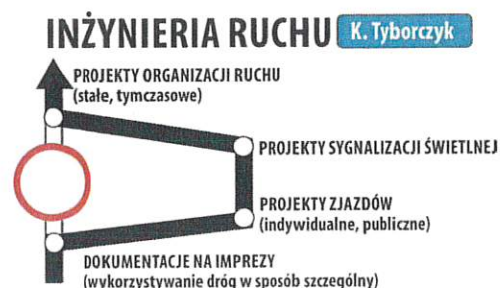 INŻYNIERIA RUCHU K. Tyborczyk
PROJEKTY ORGANIZACJI RUCHU
(stałe, tymczasowe)
PROJEKTY SYGNALIZACJI ŚWIETLNEJ
PROJEKTY ZJAZDÓW
(indywidualne, publiczne)
DOKUMENTACJE NA IMPREZY
(wykorzystywanie dróg w sposób szczególny)